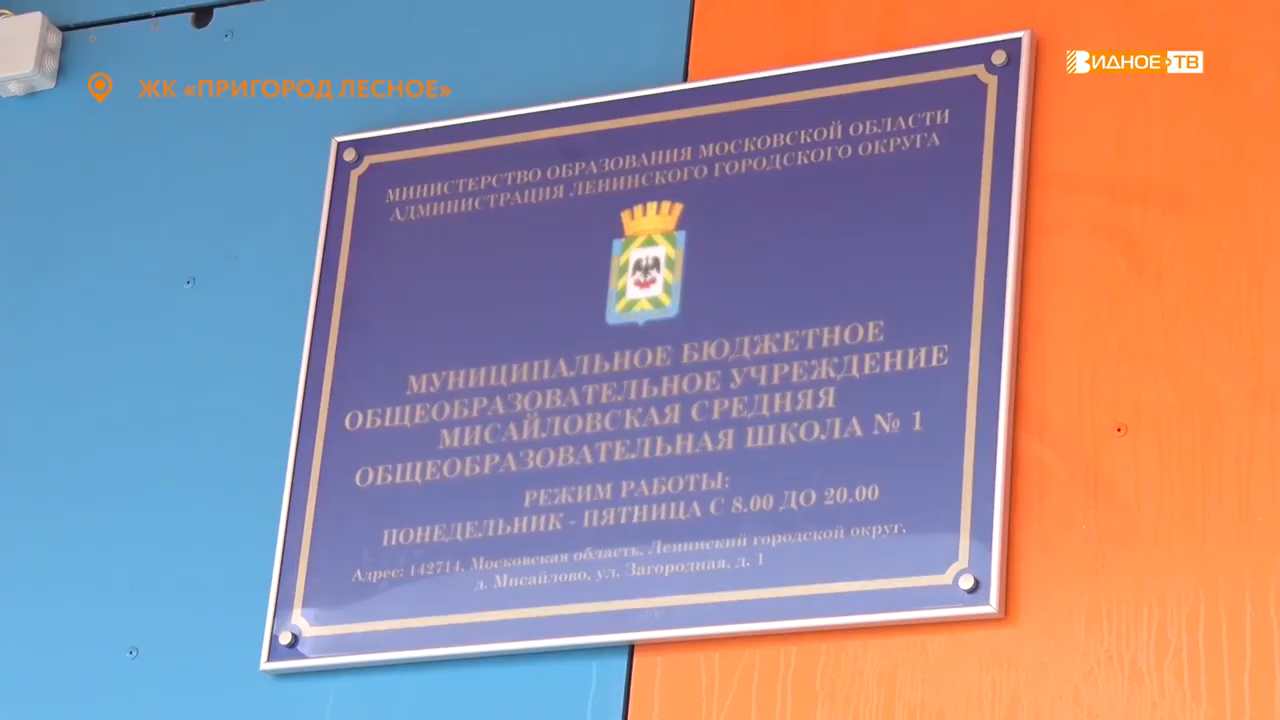 ЖК «ПРИГОРОД ЛЕСНОЕ»
ВИДНОЕ ТВ
МИНИСТЕРСТВО ОБРАЗОВАНИЯ МОСКОВСКОЙ ОБЛАСТИ
АДМИНИСТРАЦИЯ ЛЕНИНСКОГО ГОРОДСКОГО ОКРУГА
МУНИЦИПАЛЬНОЕ БЮДЖЕТНОЕ
ОБЩЕОБРАЗОВАТЕЛЬНОЕ УЧРЕЖДЕНИЕ
МИСАЙЛОВСКАЯ СРЕДНЯЯ
ОБЩЕОБРАЗОВАТЕЛЬНАЯ ШКОЛА № 1
РЕЖИМ РАБОТЫ:
ПОНЕДЕЛЬНИК - ПЯТНИЦА С 8.00 ДО 20.00
Адрес: 142714, Московская область, Ленинский городской округ,
д. Мисайлово, ул. Загородная, д. 1